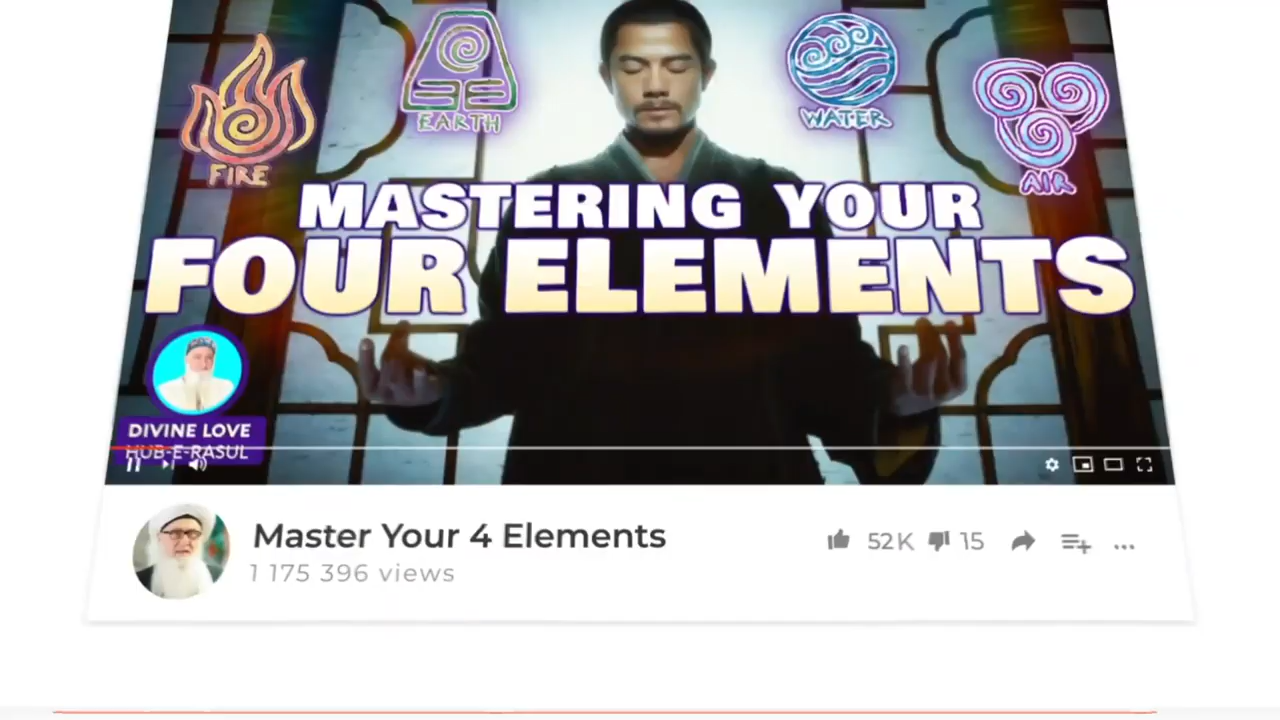 FIRE
EARTH
WATER
AIR
MASTERING YOUR
FOUR ELEMENTS
DIVINE LOVE
HUB-E-RASUL
Master Your 4 Elements
1 175 396 views
52K
15